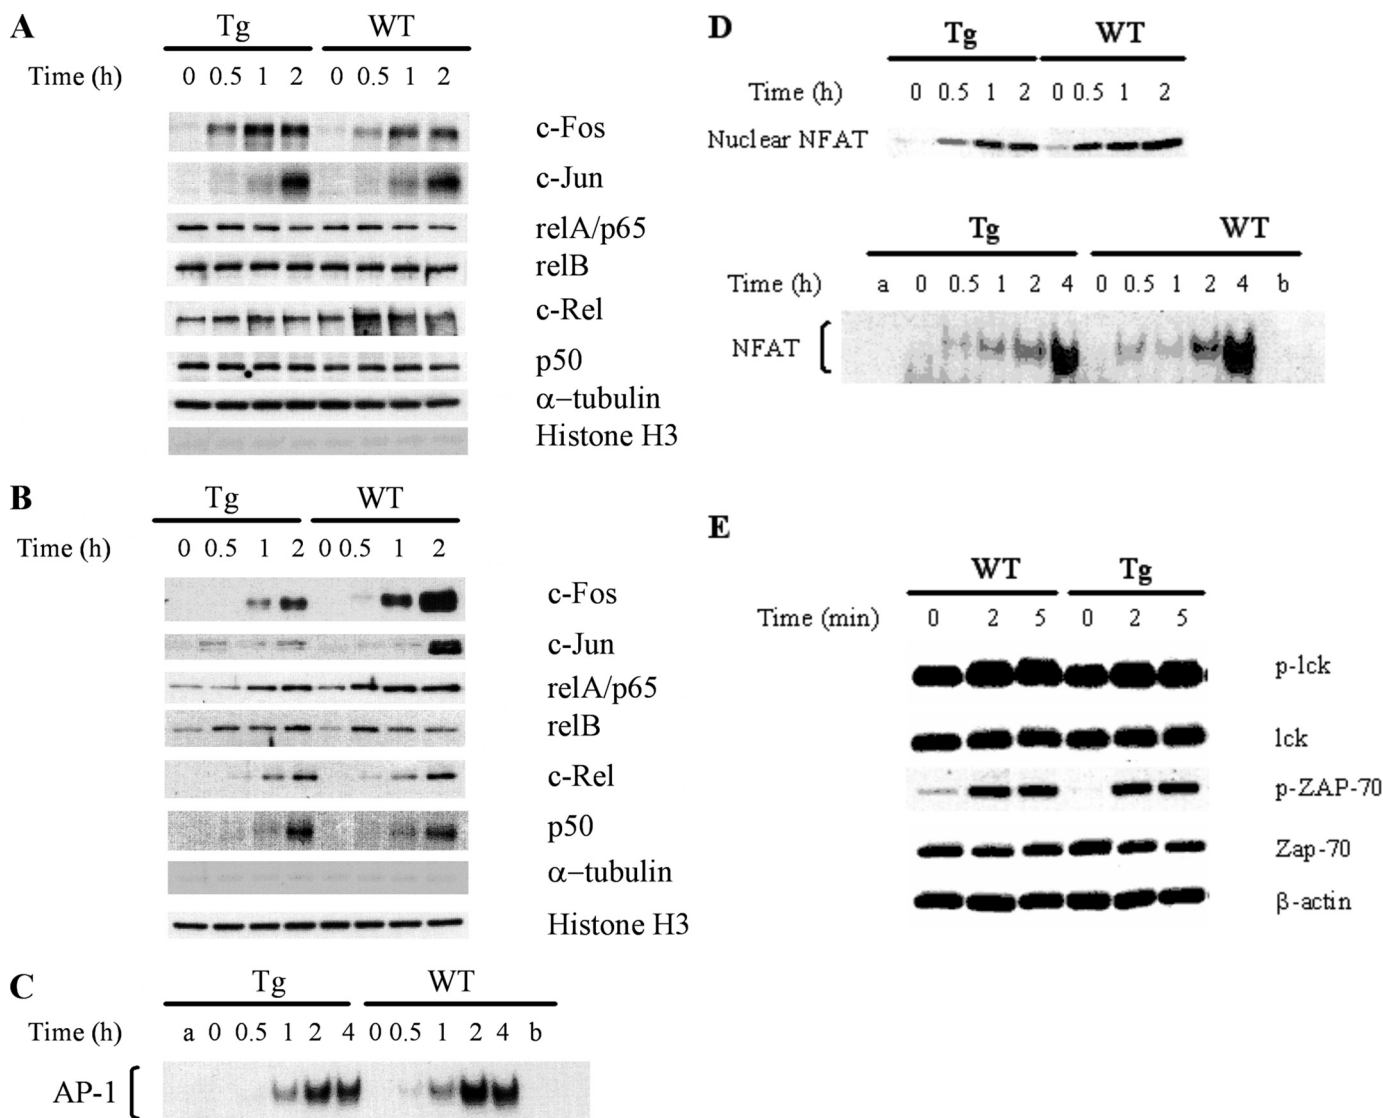 A
Tg WT
Time (h) 0 0.5 1 2 0 0.5 1 2
c-Fos
c-Jun
relA/p65
relB
c-Rel
p50
α−tubulin
Histone H3
B
Tg WT
Time (h) 0 0.5 1 2 0 0.5 1 2
c-Fos
c-Jun
relA/p65
relB
c-Rel
p50
α−tubulin
Histone H3
C
Tg WT
Time (h) a 0 0.5 1 2 4 0 0.5 1 2 4 b
AP-1
D
Tg WT
Time (h) 0 0.5 1 2 0 0.5 1 2
Nuclear NFAT
Tg WT
Time (h) a 0 0.5 1 2 4 0 0.5 1 2 4 b
NFAT
E
WT Tg
Time (min) 0 2 5 0 2 5
p-lck
lck
p-ZAP-70
Zap-70
β-actin